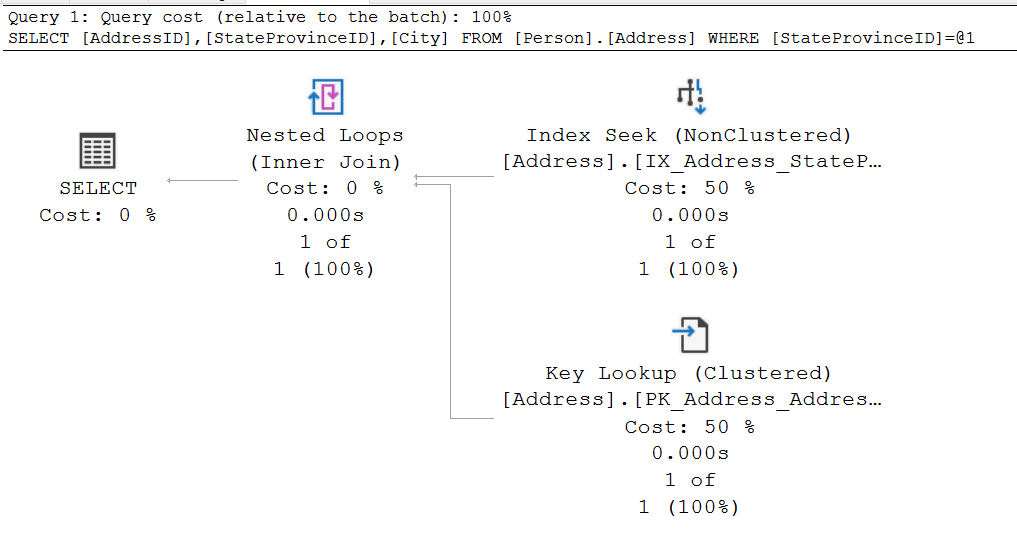 Query 1: Query cost (relative to the batch): 100%
SELECT [AddressID],[StateProvinceID],[City] FROM [Person].[Address] WHERE [StateProvinceID]=@1
SELECT
Cost: 0 %
Nested Loops
(Inner Join)
Cost: 0 %
0.000s
1 of
1 (100%)
Index Seek (NonClustered)
[Address].[IX_Address_StateP…
Cost: 50 %
0.000s
1 of
1 (100%)
Key Lookup (Clustered)
[Address].[PK_Address_Addres…
Cost: 50 %
0.000s
1 of
1 (100%)